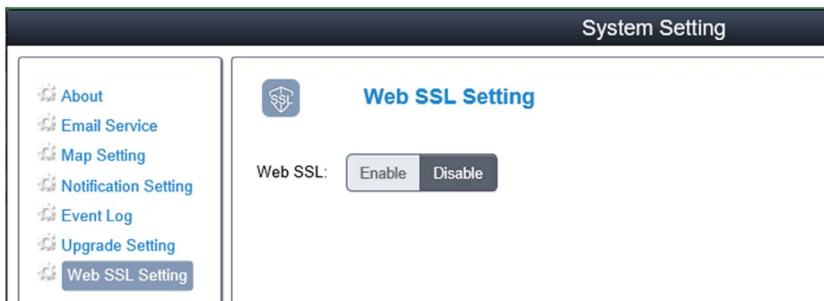 System Setting
About
Email Service
Map Setting
Notification Setting
Event Log
Upgrade Setting
Web SSL Setting
SSL
Web SSL Setting
Web SSL: Enable Disable